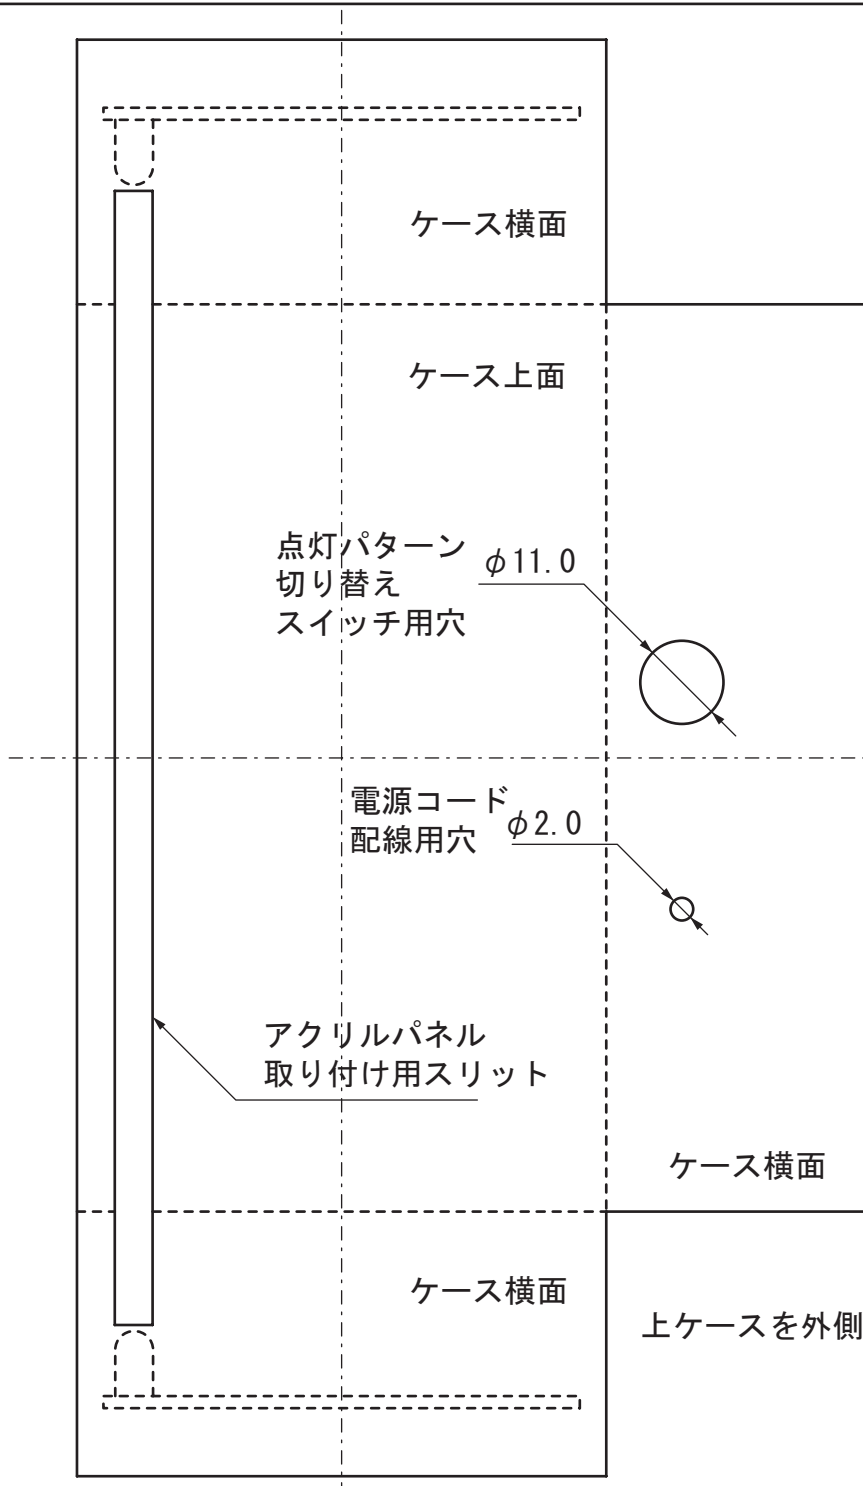 ケース横面
ケース上面
点灯パターン
切り替え
スイッチ用穴
φ11.0
電源コード
配線用穴
φ2.0
アクリルパネル
取り付け用スリット
ケース横面
ケース横面
上ケースを外側